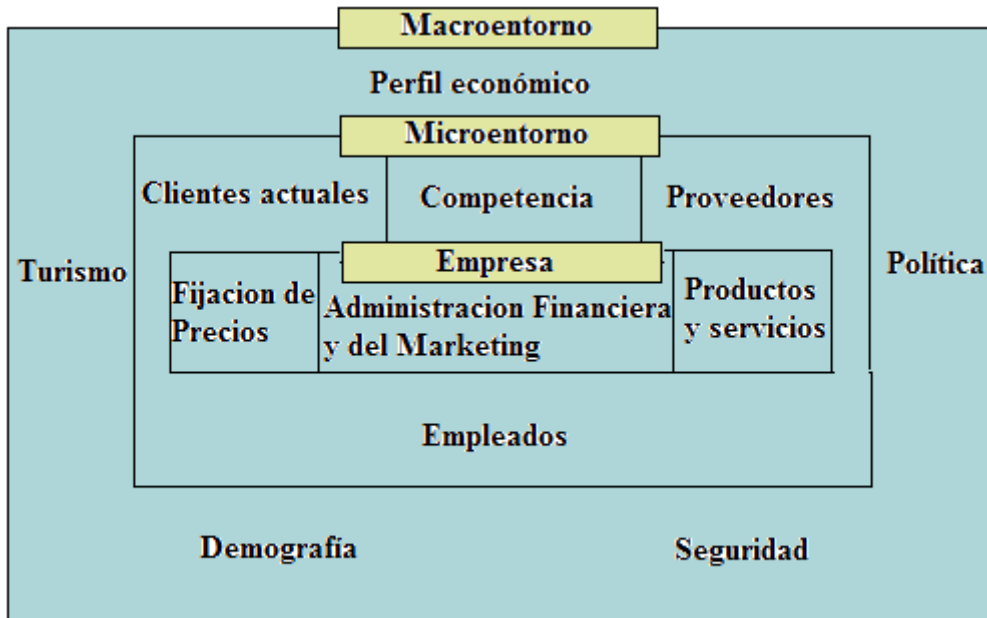 Macroentorno
Perfil económico
Microentorno
Clientes actuales
Competencia
Proveedores
Turismo
Política
Empresa
Fijacion de
Precios
Administracion Financiera
y del Marketing
Productos
y servicios
Empleados
Demografía
Seguridad